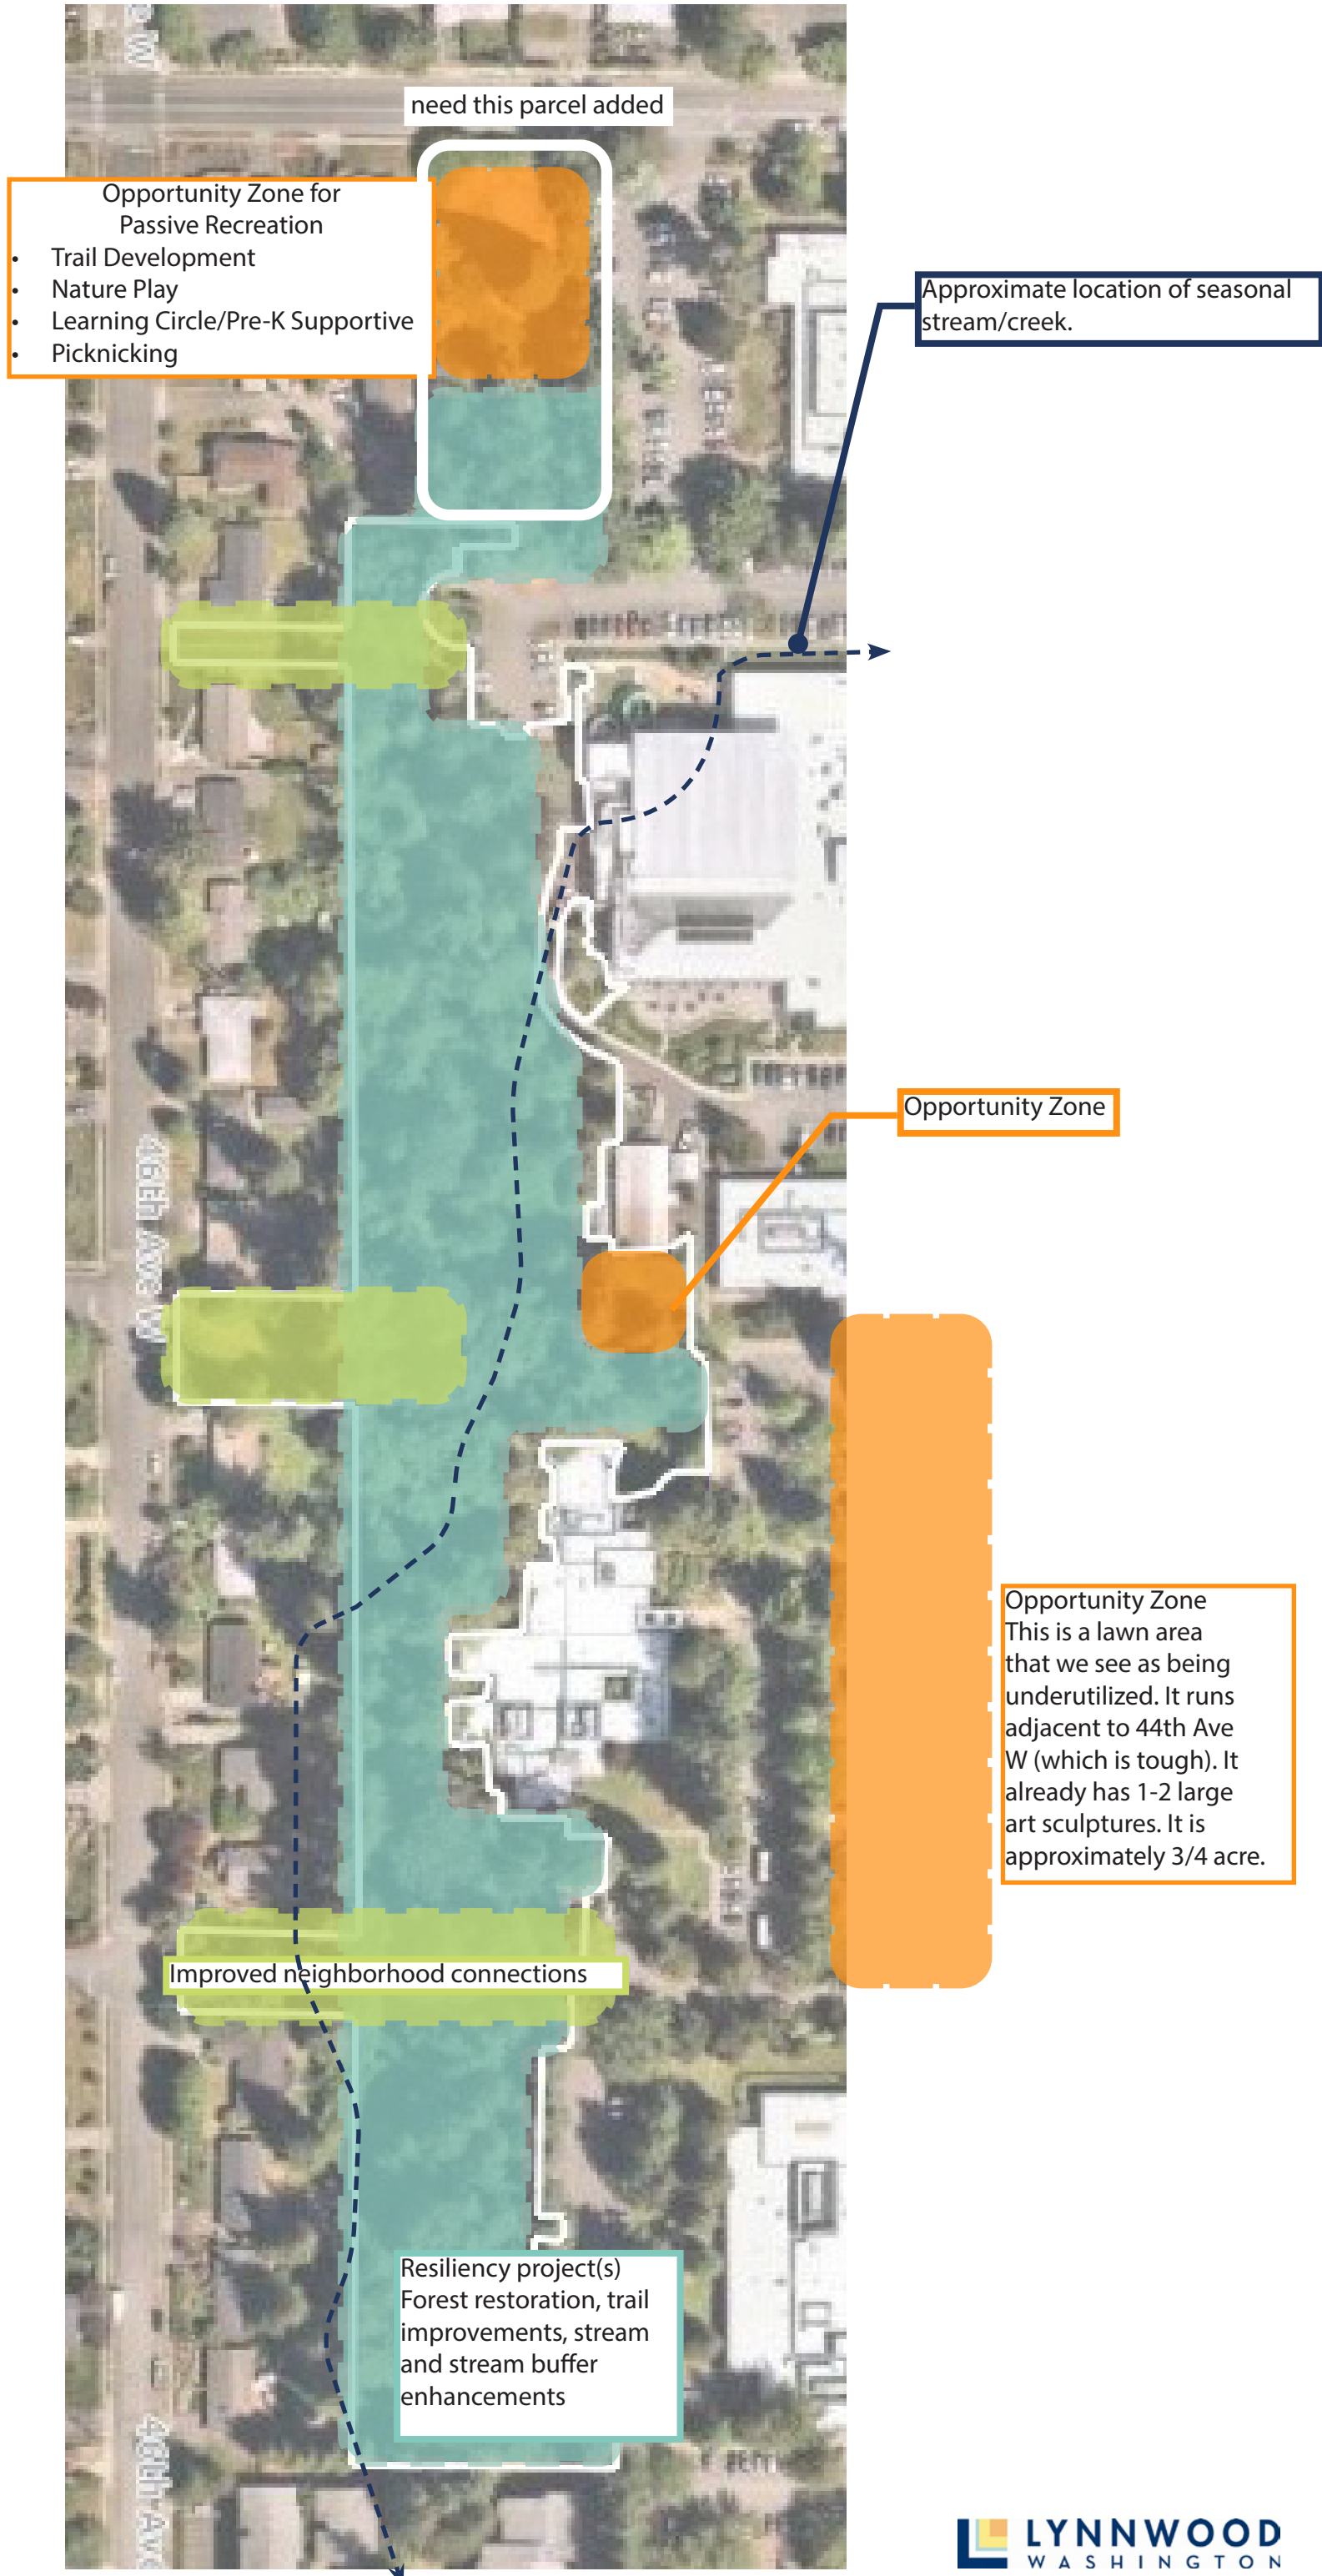 need this parcel added
Opportunity Zone for
Passive Recreation
• Trail Development
• Nature Play
• Learning Circle/Pre-K Supportive
• Picknicking
Approximate location of seasonal
stream/creek.
Opportunity Zone
46th Ave W
Opportunity Zone
This is a lawn area
that we see as being
underutilized. It runs
adjacent to 44th Ave
W (which is tough). It
already has 1-2 large
art sculptures. It is
approximately 3/4 acre.
Improved neighborhood connections
Resiliency project(s)
Forest restoration, trail
improvements, stream
and stream buffer
enhancements
46th Ave
LYNNWOOD
WASHINGTON